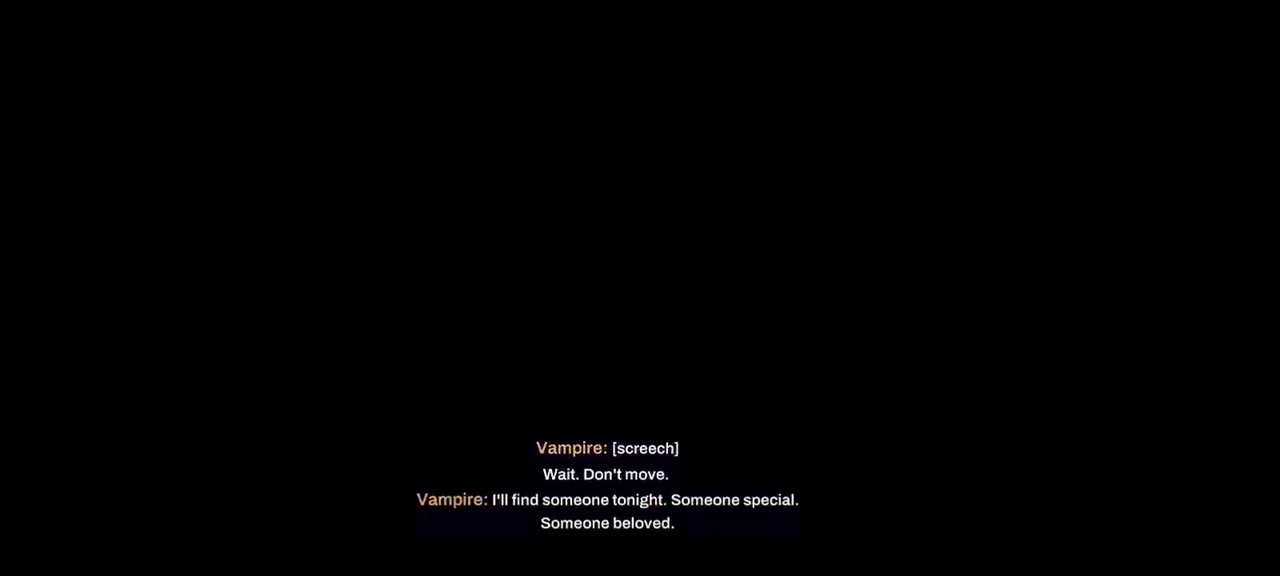 Vampire: [screech]
Wait. Don't move.
Vampire: I'll find someone tonight. Someone special.
Someone beloved.